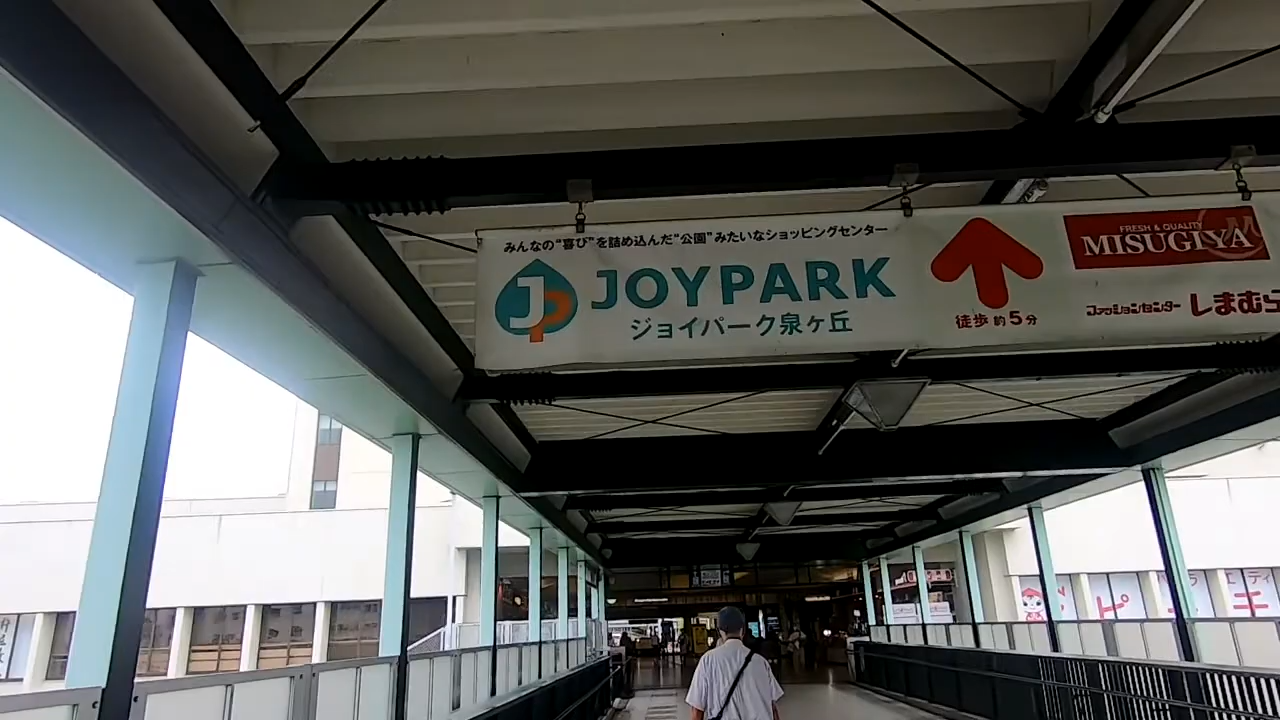 みんなの“喜び”を詰め込んだ“公園”みたいなショッピングセンター
JP
JOYPARK
ジョイパーク泉ヶ丘
徒歩 約5分
FRESH & QUALITY
MISUGIYA
ファッションセンター しまむら
ピ